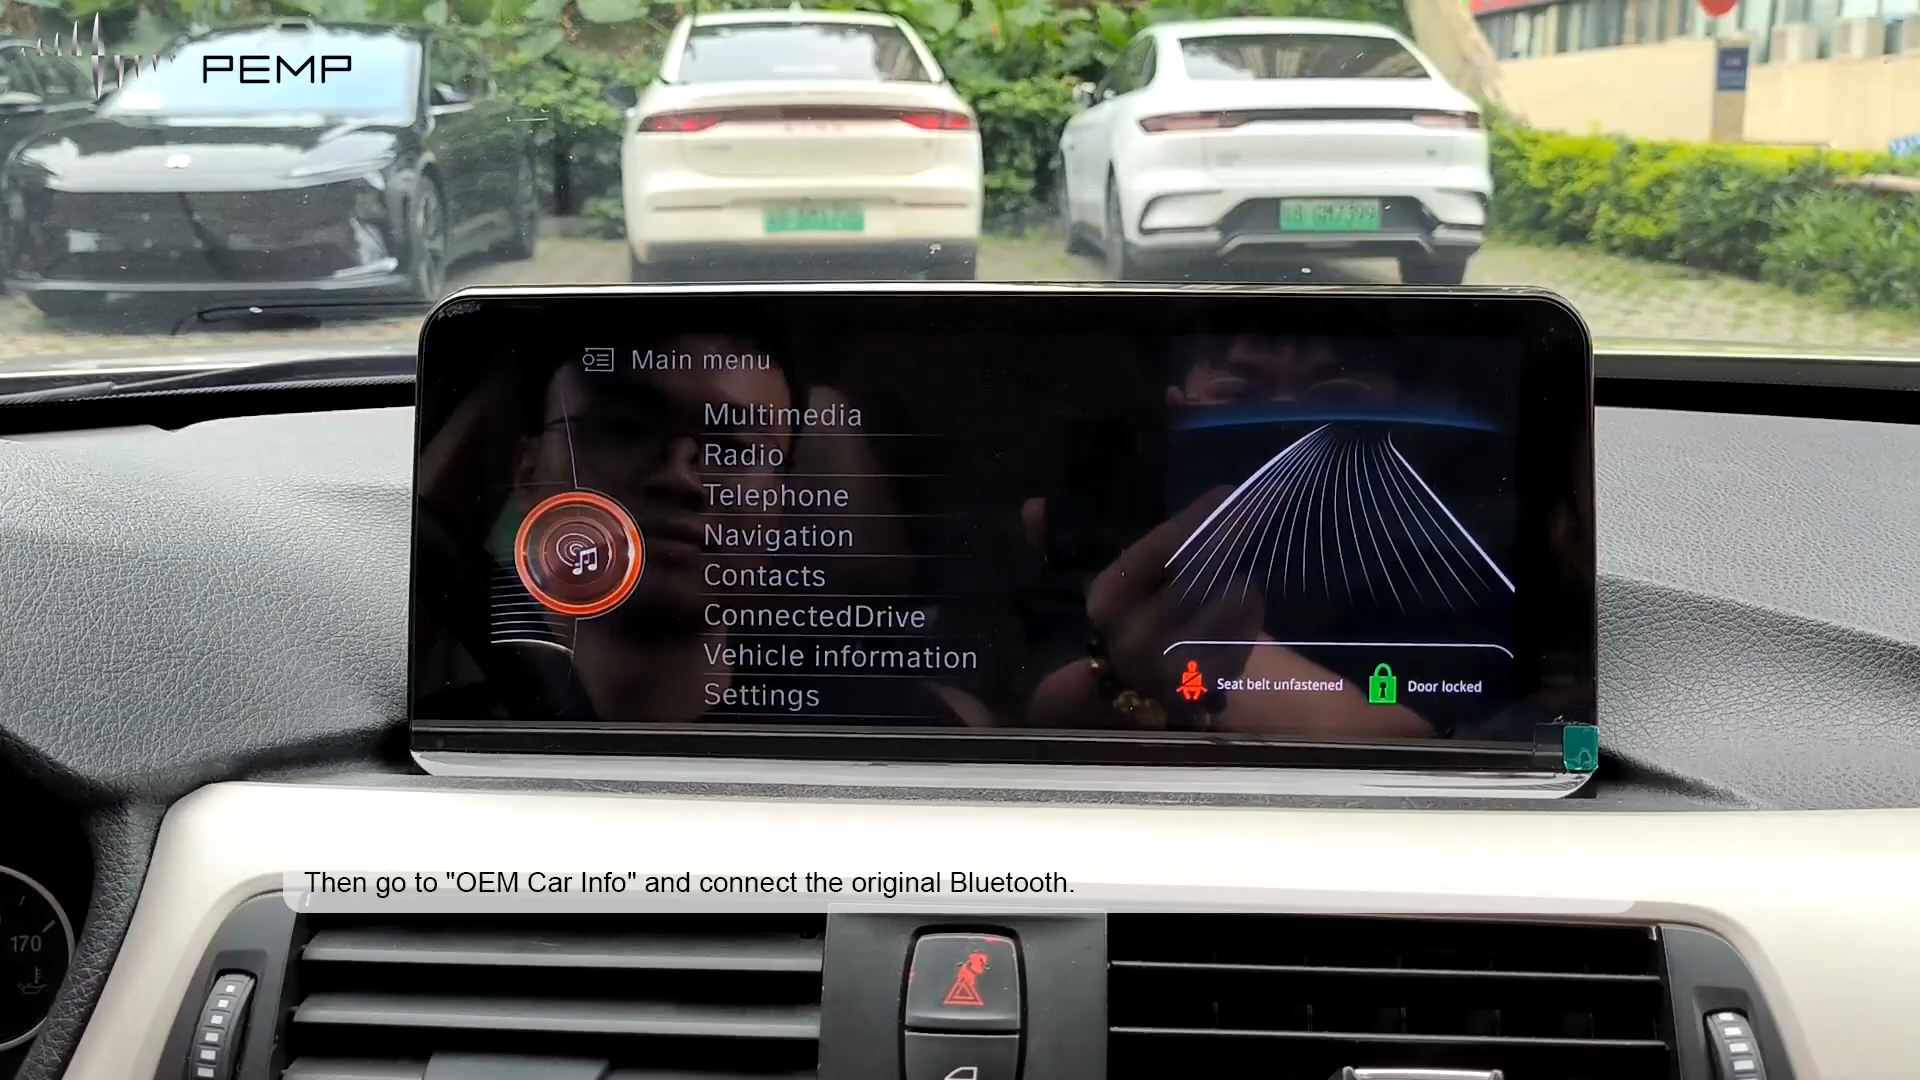 PEMP
Main menu
Multimedia
Radio
Telephone
Navigation
Contacts
ConnectedDrive
Vehicle information
Settings
Seat belt unfastened
Door locked
Then go to "OEM Car Info" and connect the original Bluetooth.
170